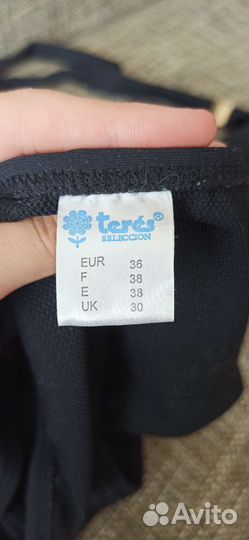 terés®
SELECCION
EUR 36
F 38
E 38
UK 30
Avito